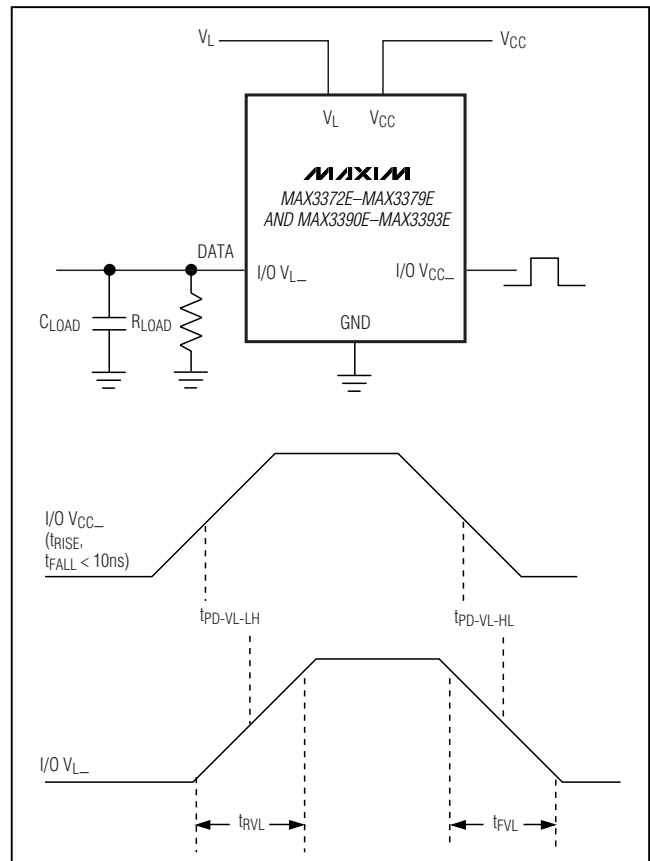 VL
VCC
VL VCC
MAXIM
MAX3372E–MAX3379E
AND MAX3390E–MAX3393E
DATA
I/O VL_ I/O VCC_
CLOAD RLOAD
GND
I/O VCC_
(tRISE,
tFALL < 10ns)
tPD-VL-LH tPD-VL-HL
I/O VL_
tRVL tFVL